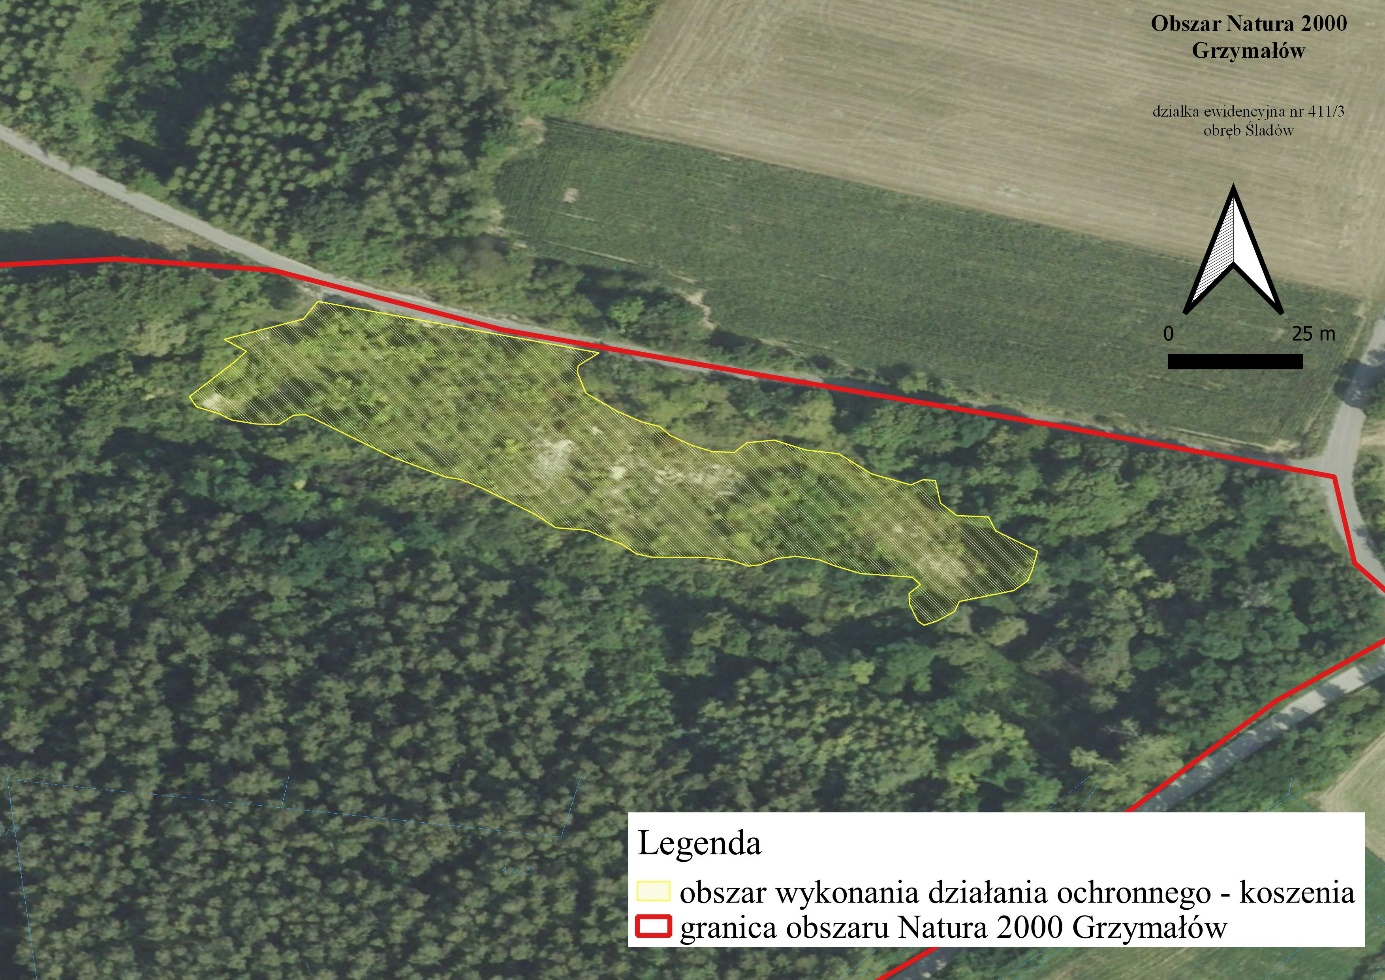 Obszar Natura 2000
Grzymałów
działka ewidencyjna nr 411/3
obręb Śladów
0 25 m
Legenda
obszar wykonania działania ochronnego - koszenia
granica obszaru Natura 2000 Grzymałów